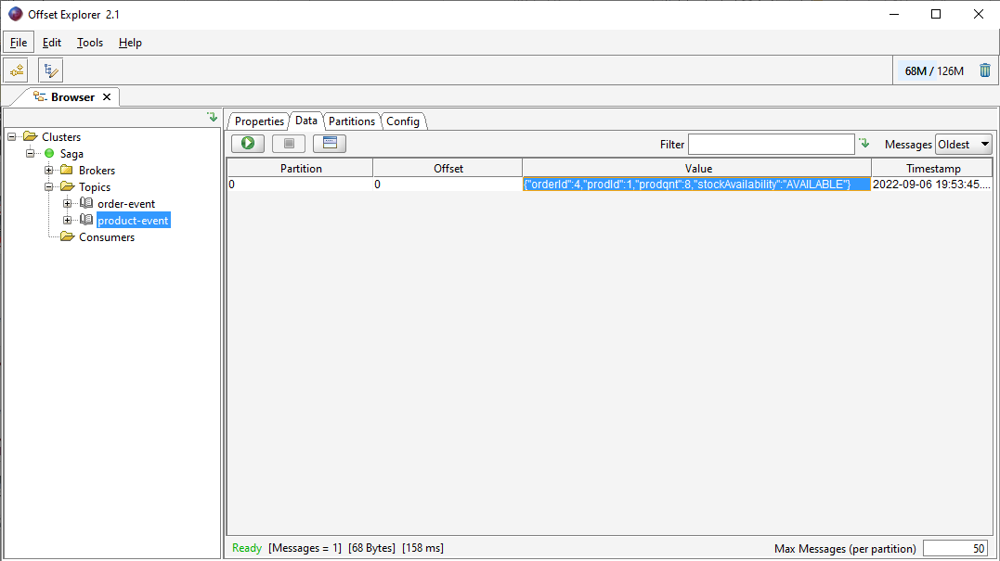 Offset Explorer 2.1
File Edit Tools Help
68M / 126M
Browser
Clusters
Saga
Brokers
Topics
order-event
product-event
Consumers
Properties Data Partitions Config
Filter Messages Oldest
Partition Offset Value Timestamp
0 0 {"orderId":4,"prodId":1,"prodqnt":8,"stockAvailability":"AVAILABLE"} 2022-09-06 19:53:45....
Ready [Messages = 1] [68 Bytes] [158 ms] Max Messages (per partition) 50